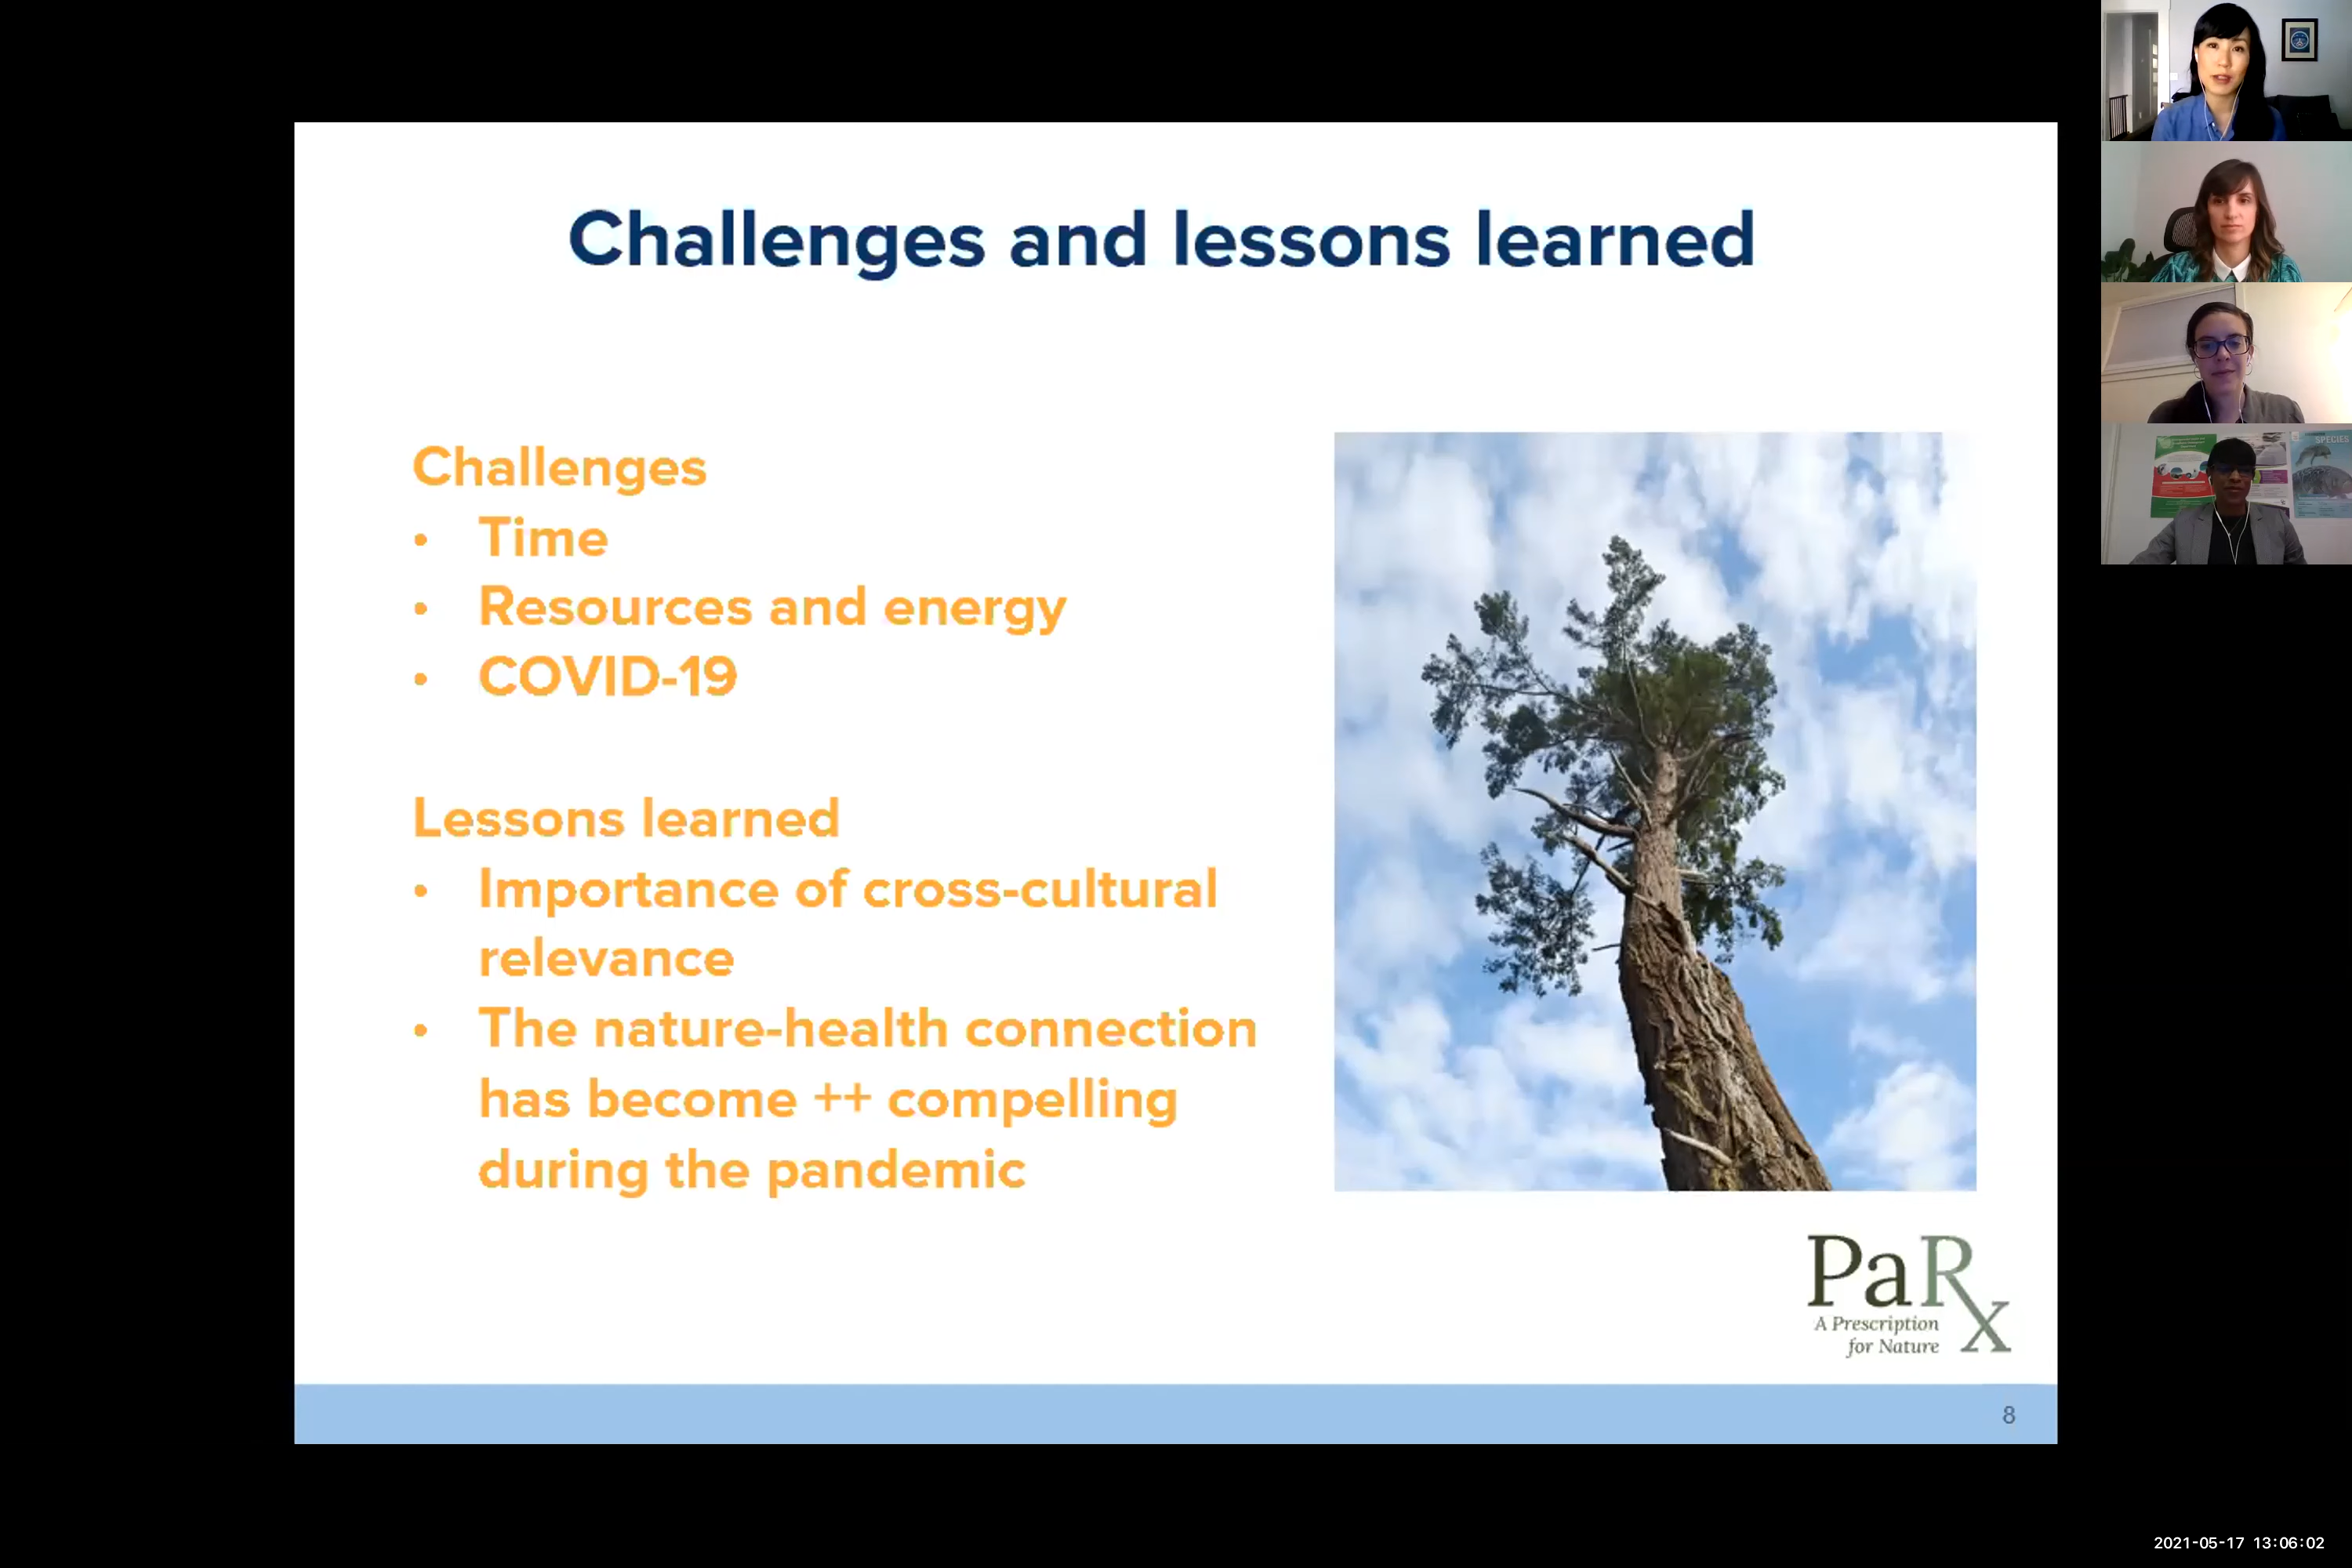 Challenges and lessons learned
Challenges
• Time
• Resources and energy
• COVID-19
Lessons learned
• Importance of cross-cultural
relevance
• The nature-health connection
has become ++ compelling
during the pandemic
PaRx
A Prescription
for Nature
8
SPECIES
2021-05-17 13:06:02